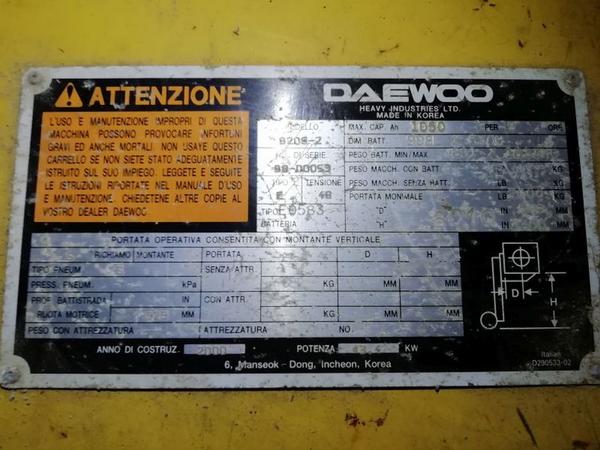 ATTENZIONE
L'USO E MANUTENZIONE IMPROPRI DI QUESTA
MACCHINA POSSONO PROVOCARE INFORTUNI
GRAVI ED ANCHE MORTALI. NON USAYE QUESTO
CARRELLO SE NON SIETE STATO ADEGUATAMENTE
ISTRUITO SUL SUO IMPIEGO. LEGGETE E SEGUITE
LE ISTRUZIONI RIPORTATE NEL MANUALE D'USO
E MANUTENZIONE. CHIEDETENE ALTRE COPIE AL
VOSTRO DEALER DAEWOO.
DAEWOO
HEAVY INDUSTRIES LTD.
MADE IN KOREA
MAX. CAP. Ah PER ORE
DIM BATT.
NO. DI SERIE PESO BATT. MIN/MAX KG
PESO MACCH. CON BATT. KG
TENSIONE PESO MACCH. SENZA BATT. LB KG
E 48 PORTATA NOMINALE LB KG
TIPO E0583 "D" IN MM
BATTERIA "H" IN MM
PORTATA OPERATIVA CONSENTITA CON MONTANTE VERTICALE
RICHIAMO MONTANTE PORTATA D H
TIPO PNEUM. SENZA ATTR.
PRESS. PNEUM. kPa KG MM MM
PROF. BATTISTRADA IN CON ATTR.
RUOTA MOTRICE MM KG MM MM
PESO CON ATTREZZATURA ATTREZZATURA NO.
ANNO DI COSTRUZ. 2000 POTENZA KW
6, Manseok - Dong, Incheon, Korea
D
H
Italian
D290533-02